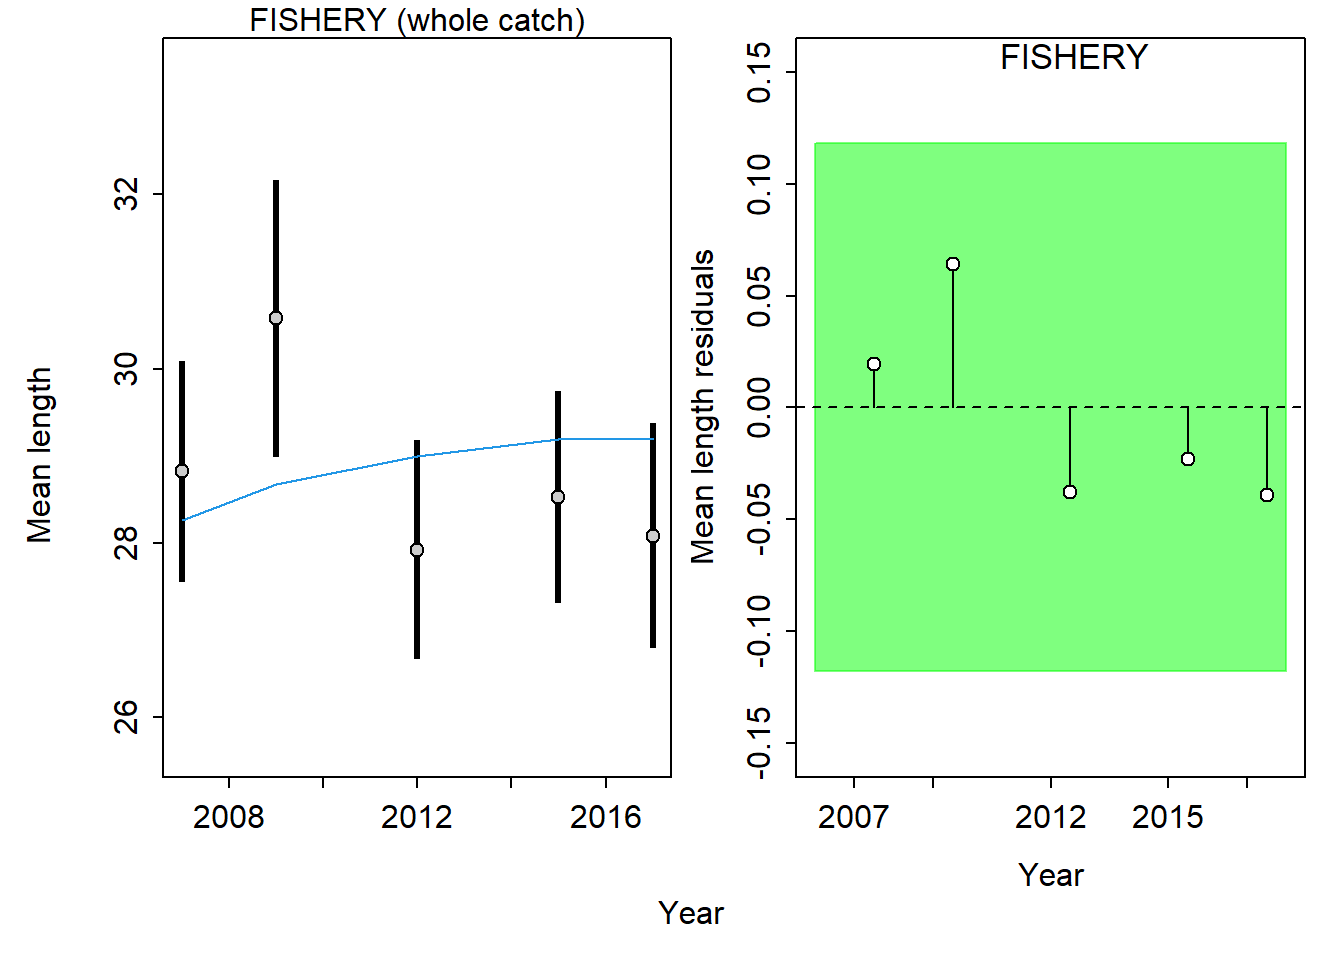 FISHERY (whole catch)
Mean length
32
30
28
26
2008
2012
2016
FISHERY
Mean length residuals
0.15
0.10
0.05
0.00
-0.05
-0.10
-0.15
2007
2012
2015
Year
Year